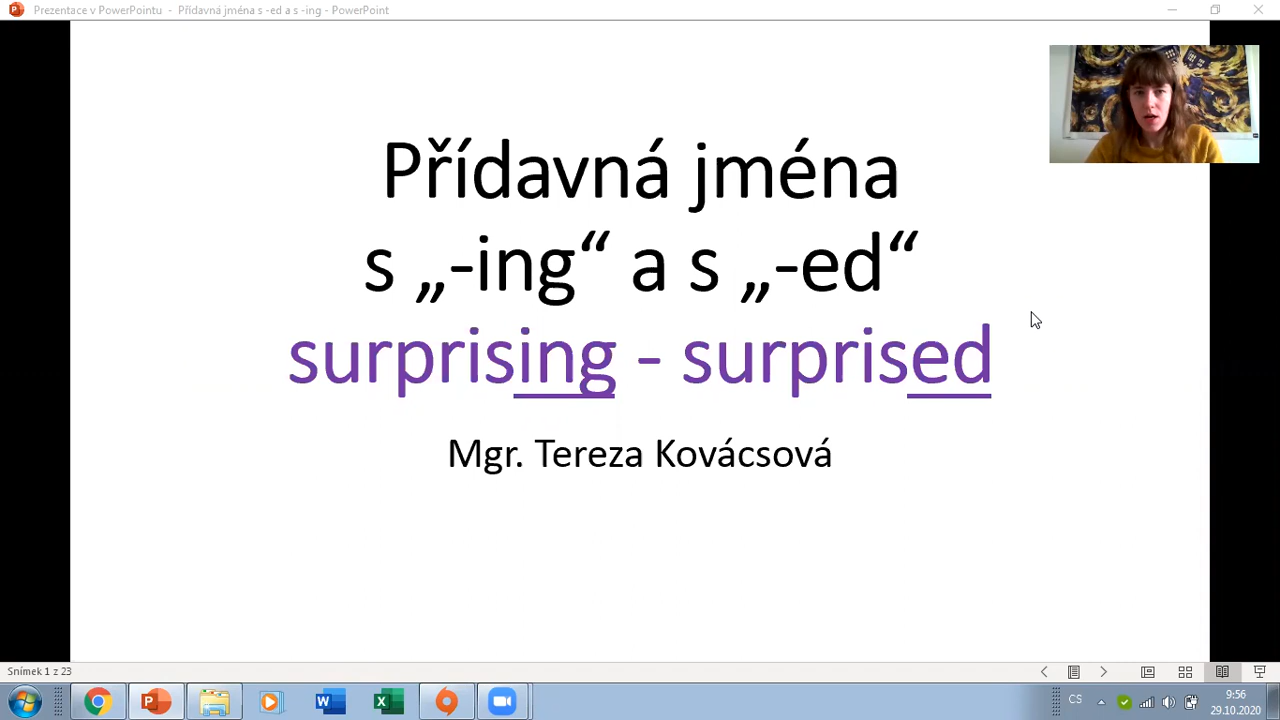 Prezentace v PowerPointu - Přídavná jména s -ed a s -ing - PowerPoint
Přídavná jména
s „-ing“ a s „-ed“
surprising - surprised
Mgr. Tereza Kovácsová
Snímek 1 z 23
CS
9:56
29.10.2020